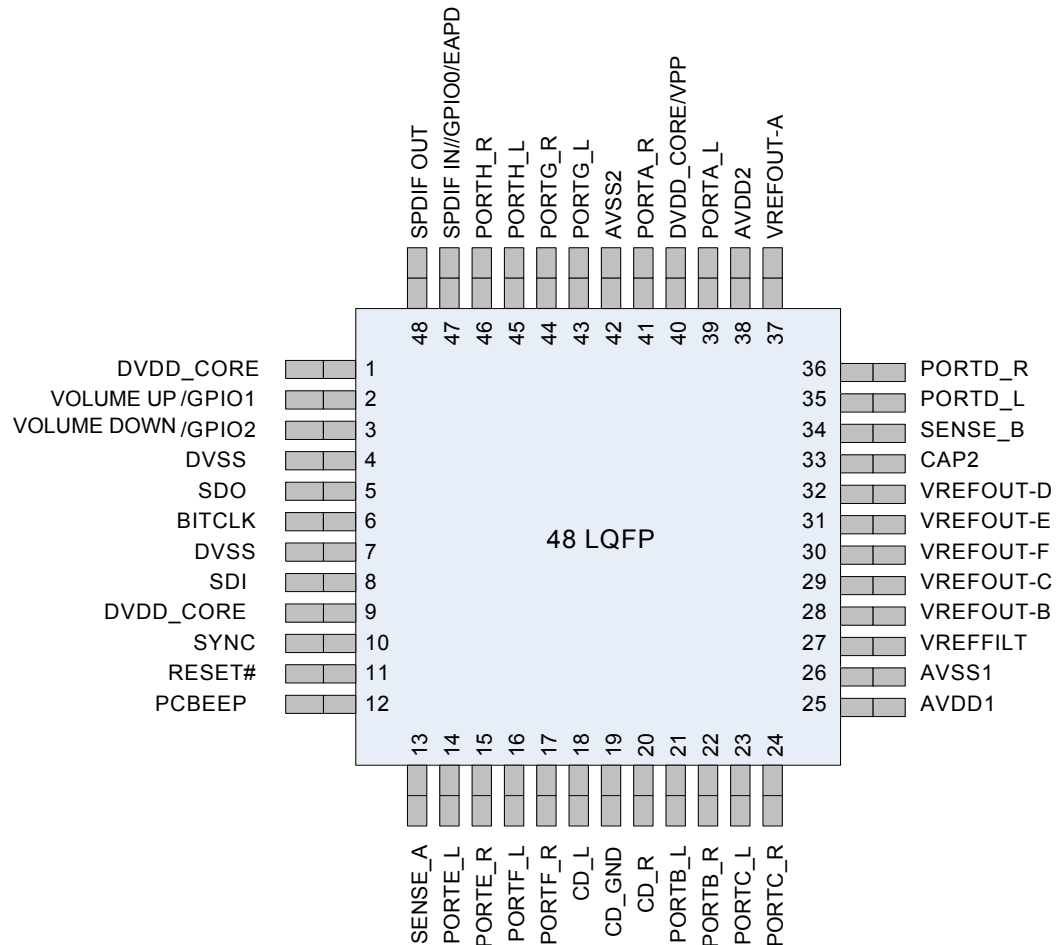 SPDIF OUT
SPDIF IN//GPIO0/EAPD
PORTH_R
PORTH_L
PORTG_R
PORTG_L
AVSS2
PORTA_R
DVDD_CORE/VPP
PORTA_L
AVDD2
VREFOUT-A
48
47
46
45
44
43
42
41
40
39
38
37
DVDD_CORE 1
VOLUME UP /GPIO1 2
VOLUME DOWN /GPIO2 3
DVSS 4
SDO 5
BITCLK 6
DVSS 7
SDI 8
DVDD_CORE 9
SYNC 10
RESET# 11
PCBEEP 12
48 LQFP
36 PORTD_R
35 PORTD_L
34 SENSE_B
33 CAP2
32 VREFOUT-D
31 VREFOUT-E
30 VREFOUT-F
29 VREFOUT-C
28 VREFOUT-B
27 VREFFILT
26 AVSS1
25 AVDD1
13
14
15
16
17
18
19
20
21
22
23
24
SENSE_A
PORTE_L
PORTE_R
PORTF_L
PORTF_R
CD_L
CD_GND
CD_R
PORTB_L
PORTB_R
PORTC_L
PORTC_R